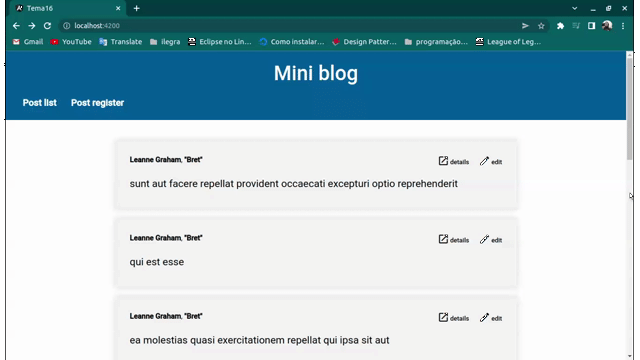 Tema16
localhost:4200
Gmail YouTube Translate ilegra Eclipse no Lin... Como instalar... Design Patter... programação... League of Leg...
Mini blog
Post list Post register
Leanne Graham, "Bret" details edit
sunt aut facere repellat provident occaecati excepturi optio reprehenderit
Leanne Graham, "Bret" details edit
qui est esse
Leanne Graham, "Bret" details edit
ea molestias quasi exercitationem repellat qui ipsa sit aut